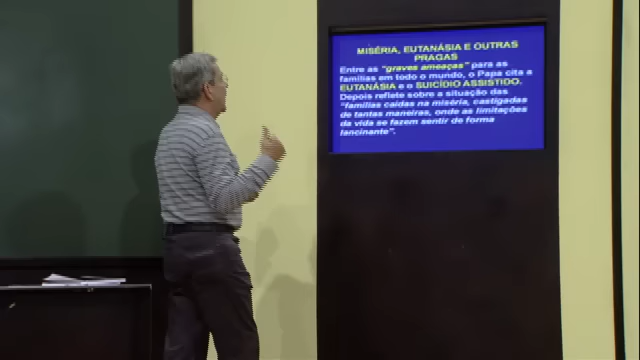 MISÉRIA, EUTANÁSIA E OUTRAS
PRAGAS
Entre as "graves ameaças" para as
famílias em todo o mundo, o Papa cita a
EUTANÁSIA e o SUICÍDIO ASSISTIDO.
Depois reflete sobre a situação das
"famílias caídas na miséria, castigadas
de tantas maneiras, onde as limitações
da vida se fazem sentir de forma
lancinante".